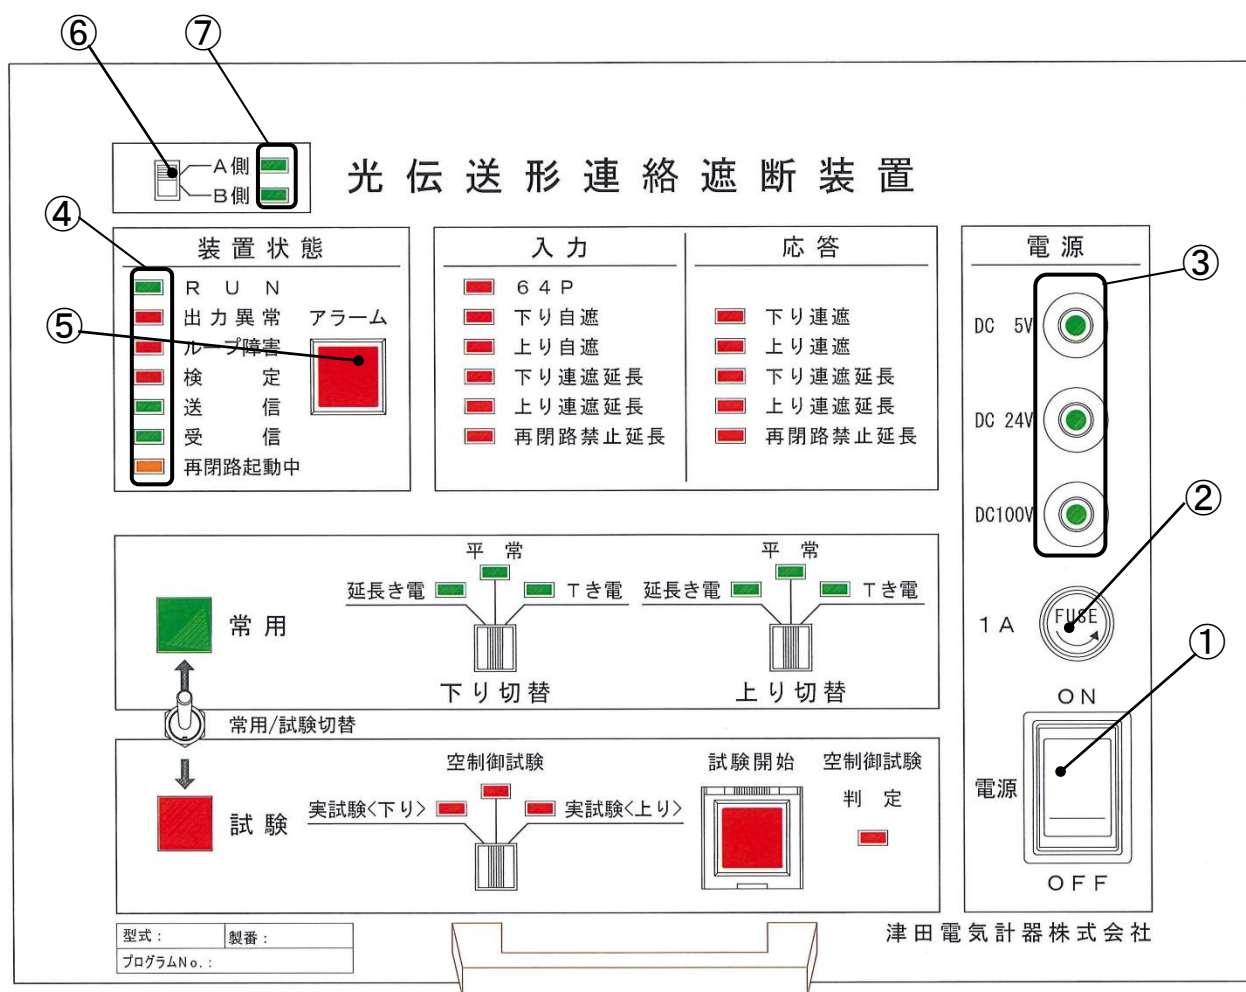 ⑥ ⑦
A側
B側
光伝送形連絡遮断装置
④
装置状態
RUN
出力異常
ループ障害
検定
送信
受信
再閉路起動中
アラーム
⑤
入力
64P
下り自遮
上り自遮
下り連遮延長
上り連遮延長
再閉路禁止延長
応答
下り連遮
上り連遮
下り連遮延長
上り連遮延長
再閉路禁止延長
電源
③
DC 5V
DC 24V
DC100V
②
1A
FUSE
①
ON
電源
OFF
常用
平常
延長き電
Tき電
下り切替
平常
延長き電
Tき電
上り切替
常用/試験切替
試験
空制御試験
実試験<下り>
実試験<上り>
試験開始
空制御試験
判定
型式：
製番：
プログラムNo.：
津田電気計器株式会社